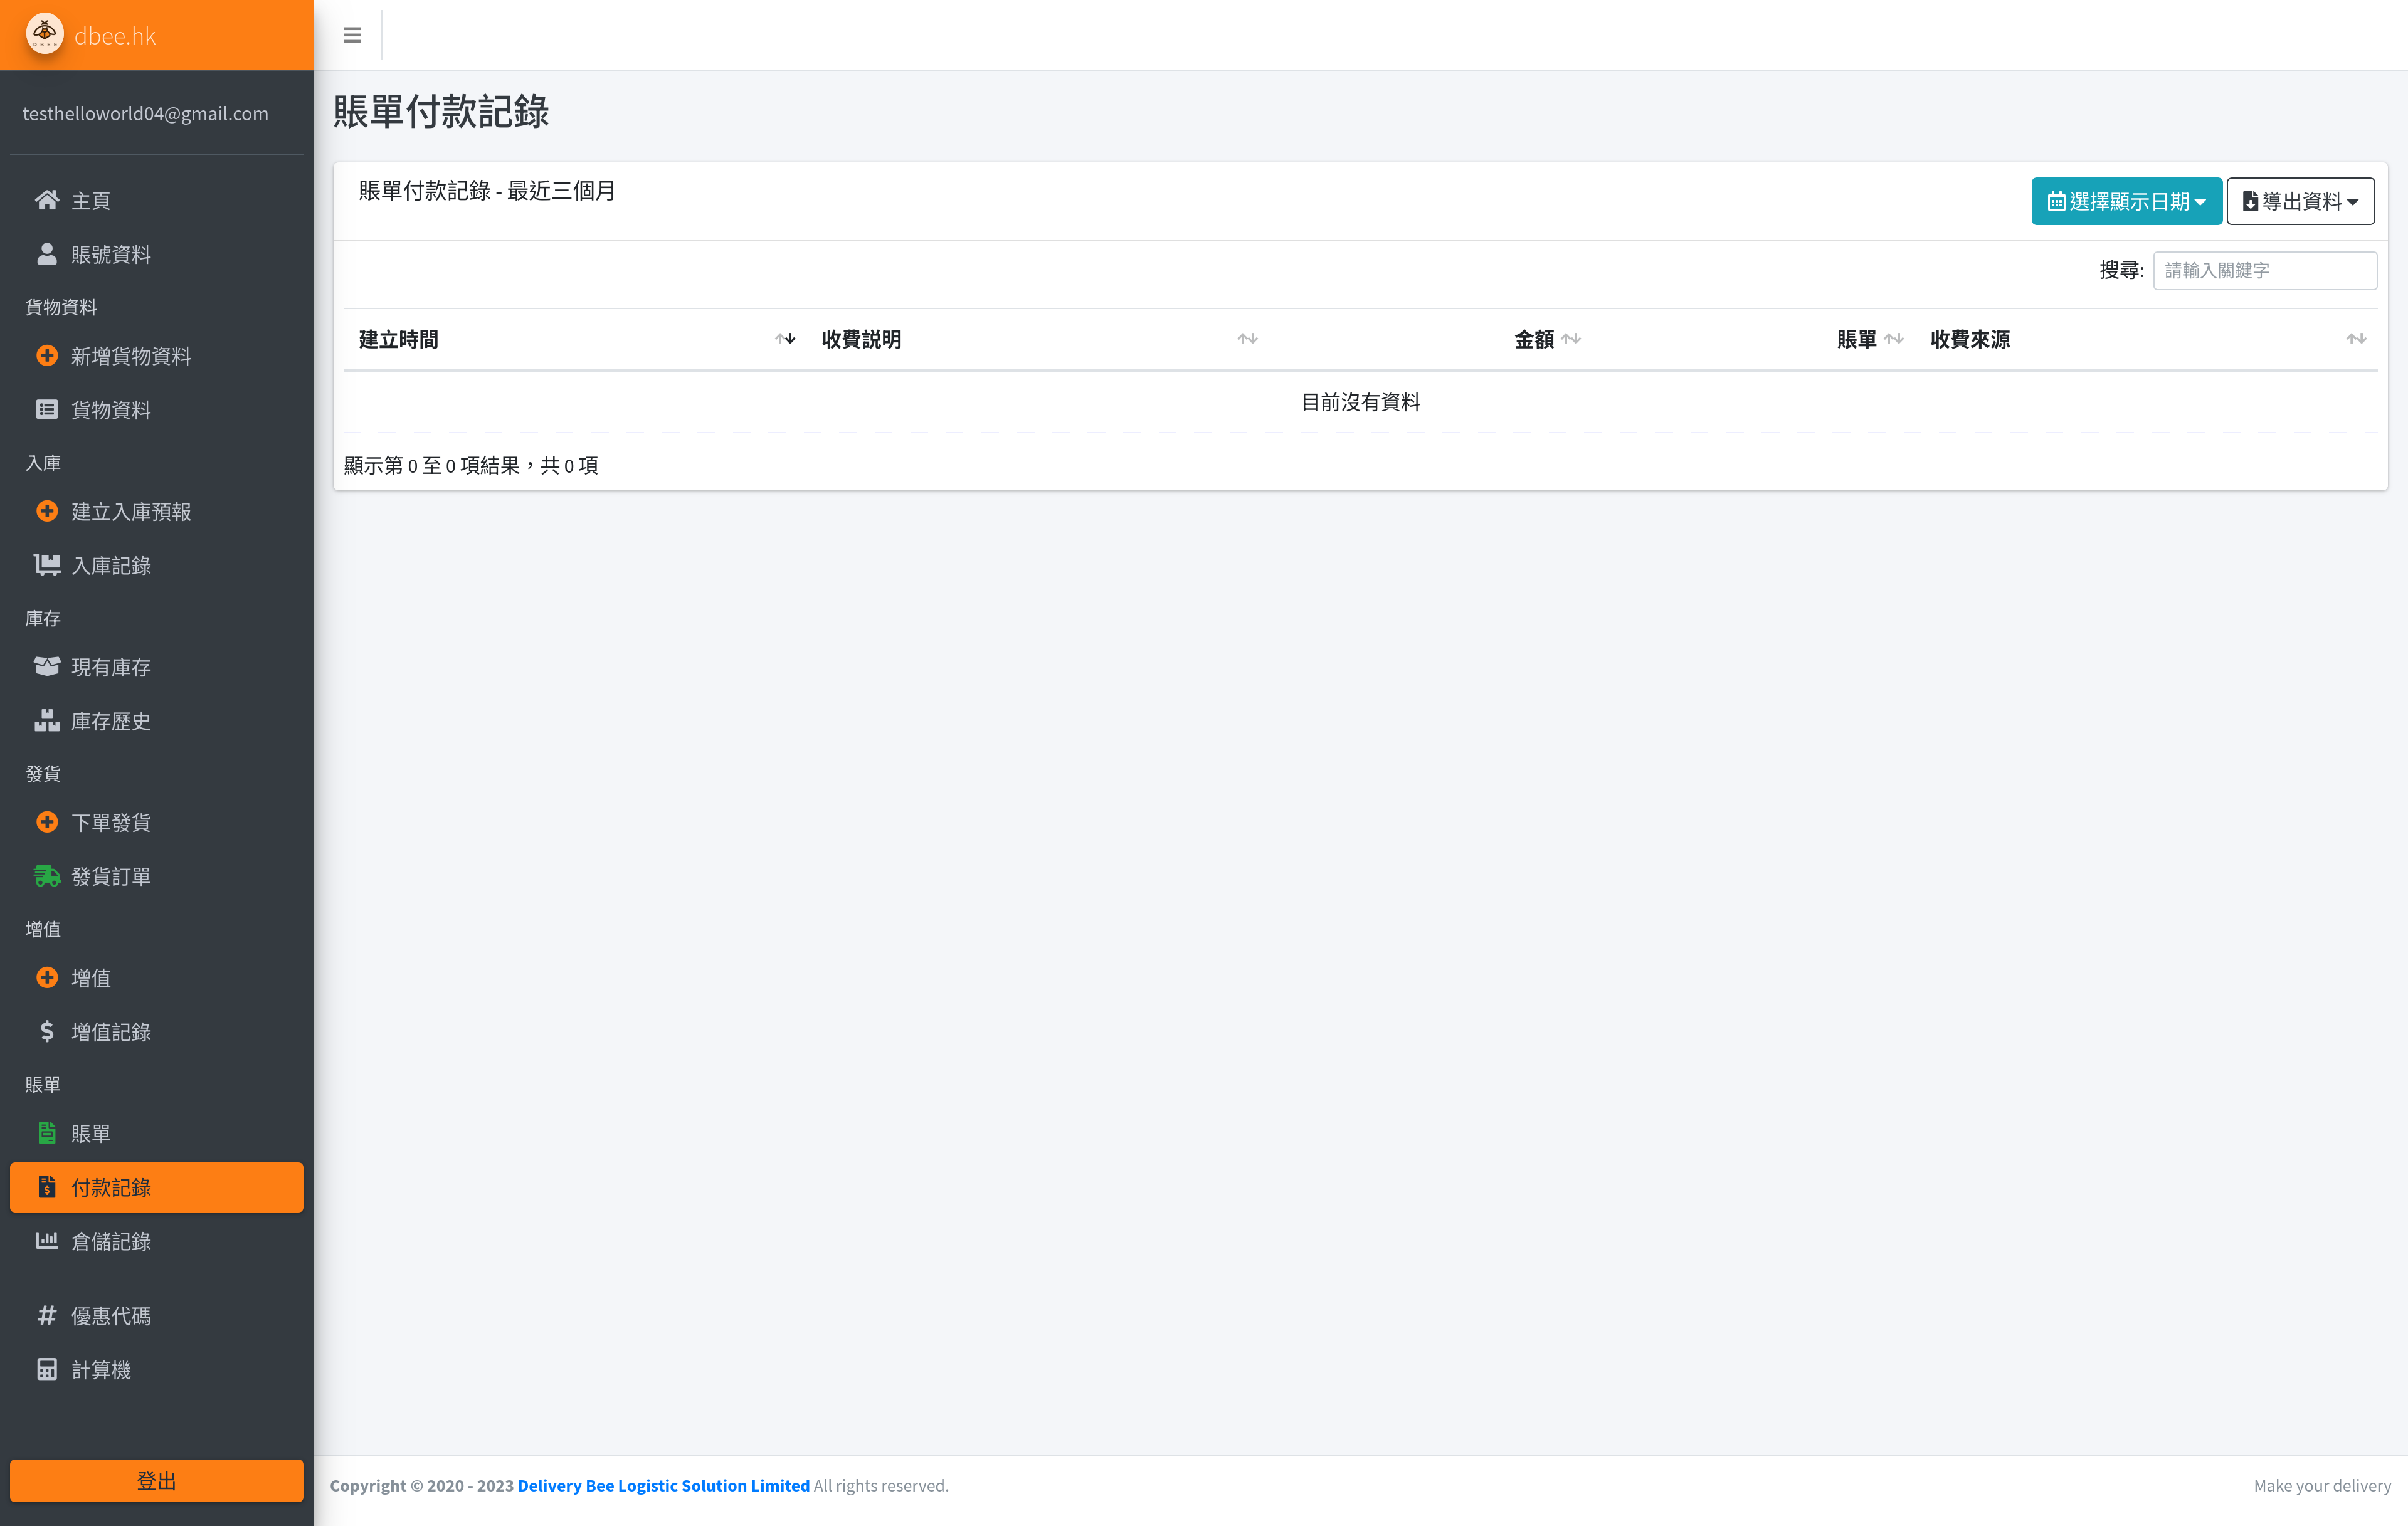 DBEE
dbee.hk
testhelloworld04@gmail.com
主頁
賬號資料
貨物資料
新增貨物資料
貨物資料
入庫
建立入庫預報
入庫記錄
庫存
現有庫存
庫存歷史
發貨
下單發貨
發貨訂單
增值
增值
增值記錄
賬單
賬單
付款記錄
倉儲記錄
優惠代碼
計算機
登出
賬單付款記錄
賬單付款記錄 - 最近三個月
選擇顯示日期 導出資料
搜尋: 請輸入關鍵字
建立時間 收費説明 金額 賬單 收費來源
目前沒有資料
顯示第 0 至 0 項結果，共 0 項
Copyright © 2020 - 2023 Delivery Bee Logistic Solution Limited All rights reserved.
Make your delivery